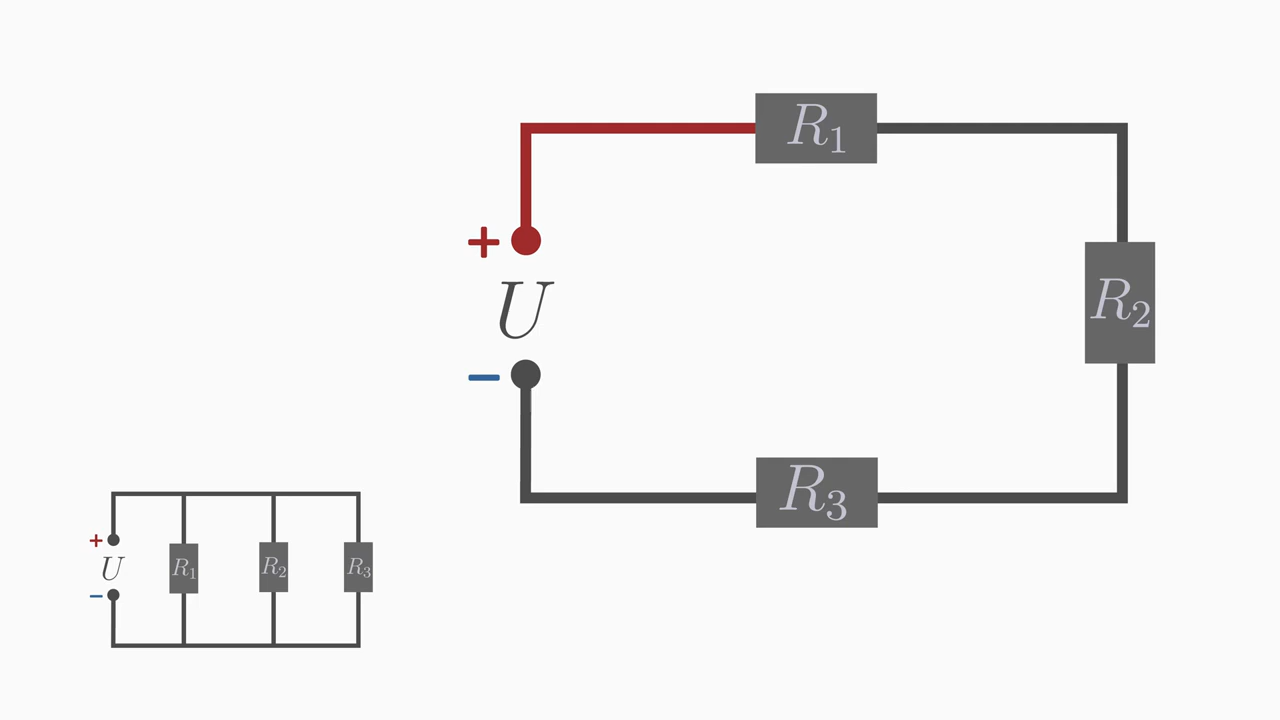 R₁
+
U
R₂
−
R₃
+
U
−
R₁
R₂
R₃